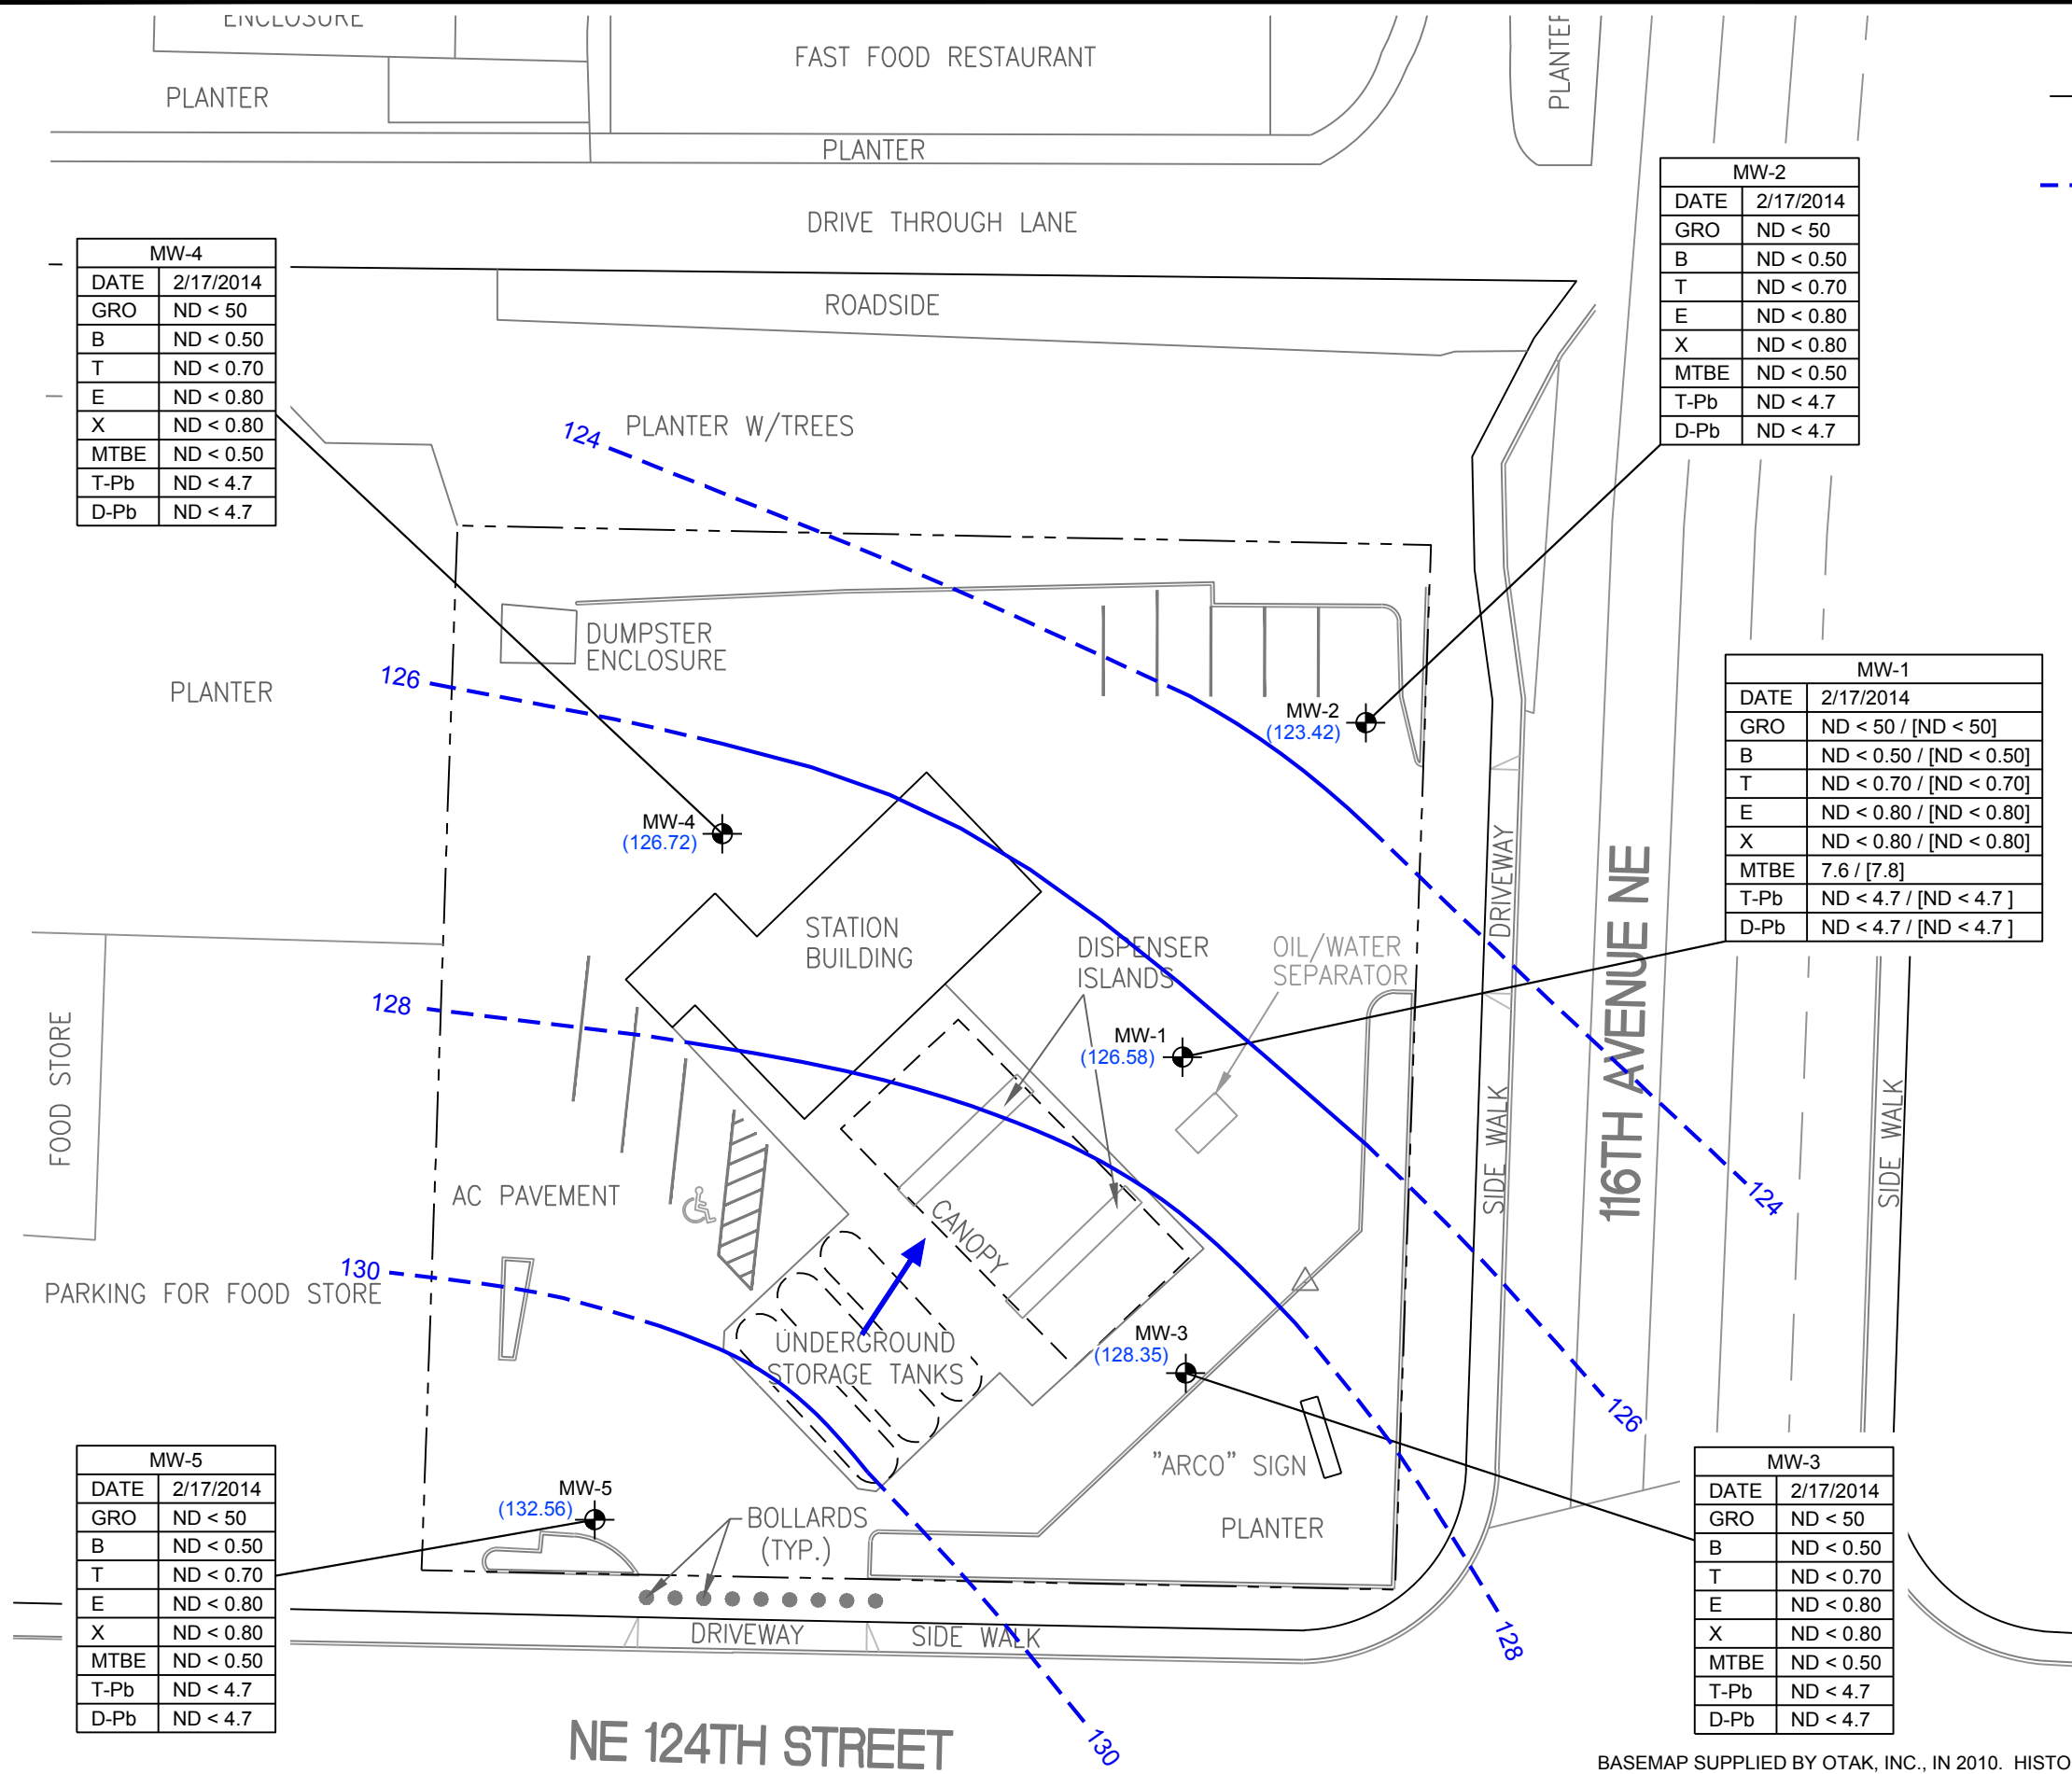 ENCLOSURE
FAST FOOD RESTAURANT
PLANTER
PLANTER
PLANTER
DRIVE THROUGH LANE
ROADSIDE
PLANTER W/TREES
MW-4
DATE 2/17/2014
GRO ND < 50
B ND < 0.50
T ND < 0.70
E ND < 0.80
X ND < 0.80
MTBE ND < 0.50
T-Pb ND < 4.7
D-Pb ND < 4.7
MW-2
DATE 2/17/2014
GRO ND < 50
B ND < 0.50
T ND < 0.70
E ND < 0.80
X ND < 0.80
MTBE ND < 0.50
T-Pb ND < 4.7
D-Pb ND < 4.7
124
DUMPSTER
ENCLOSURE
126
PLANTER
MW-2
(123.42)
MW-1
DATE 2/17/2014
GRO ND < 50 / [ND < 50]
B ND < 0.50 / [ND < 0.50]
T ND < 0.70 / [ND < 0.70]
E ND < 0.80 / [ND < 0.80]
X ND < 0.80 / [ND < 0.80]
MTBE 7.6 / [7.8]
T-Pb ND < 4.7 / [ND < 4.7 ]
D-Pb ND < 4.7 / [ND < 4.7 ]
MW-4
(126.72)
STATION
BUILDING
DISPENSER
ISLANDS
OIL/WATER
SEPARATOR
DRIVEWAY
116TH AVENUE NE
SIDE WALK
SIDE WALK
128
FOOD STORE
MW-1
(126.58)
AC PAVEMENT
CANOPY
124
130
PARKING FOR FOOD STORE
UNDERGROUND
STORAGE TANKS
MW-3
(128.35)
126
"ARCO" SIGN
PLANTER
MW-5
DATE 2/17/2014
GRO ND < 50
B ND < 0.50
T ND < 0.70
E ND < 0.80
X ND < 0.80
MTBE ND < 0.50
T-Pb ND < 4.7
D-Pb ND < 4.7
MW-5
(132.56)
BOLLARDS
(TYP.)
MW-3
DATE 2/17/2014
GRO ND < 50
B ND < 0.50
T ND < 0.70
E ND < 0.80
X ND < 0.80
MTBE ND < 0.50
T-Pb ND < 4.7
D-Pb ND < 4.7
DRIVEWAY
SIDE WALK
128
130
NE 124TH STREET
BASEMAP SUPPLIED BY OTAK, INC., IN 2010. HISTO